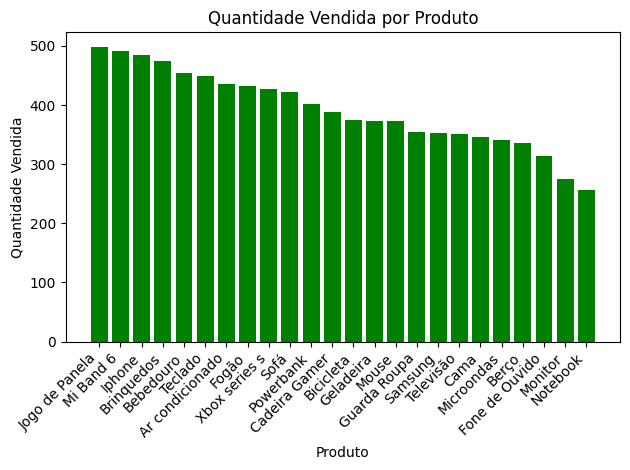 Quantidade Vendida por Produto
Quantidade Vendida
500
400
300
200
100
0
Jogo de Panela
Mi Band 6
Iphone
Brinquedos
Bebedouro
Teclado
Ar condicionado
Fogão
Xbox series s
Sofá
Powerbank
Cadeira Gamer
Bicicleta
Geladeira
Mouse
Guarda Roupa
Samsung
Televisão
Cama
Microondas
Berço
Fone de Ouvido
Monitor
Notebook
Produto